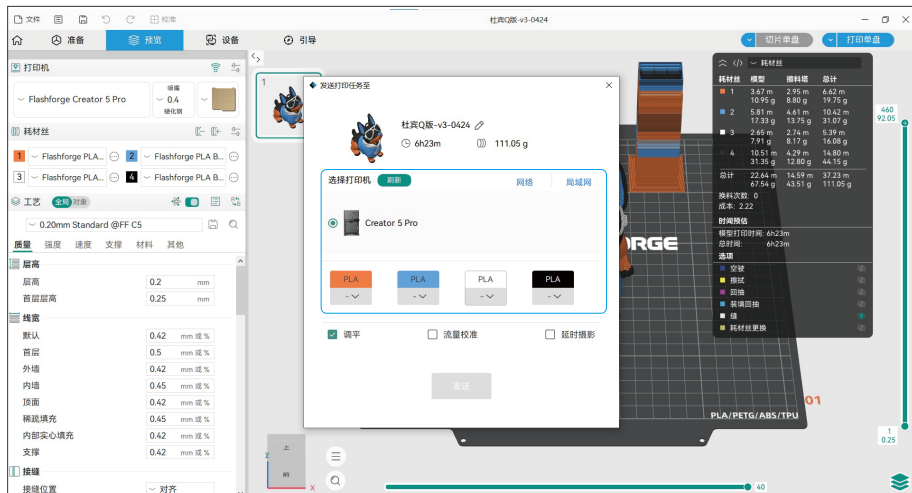 文件
校准
杜宾Q版-v3-0424
准备
预览
设备
引导
切片单盘
打印单盘
打印机
Flashforge Creator 5 Pro
喷嘴
0.4
硬化钢
耗材丝
1 Flashforge PLA...
2 Flashforge PLA B...
3 Flashforge PLA...
4 Flashforge PLA B...
工艺 全局 对象
0.20mm Standard @FF C5
质量 强度 速度 支撑 材料 其他
层高
层高 0.2 mm
首层层高 0.25 mm
线宽
默认 0.42 mm 或 %
首层 0.5 mm 或 %
外墙 0.42 mm 或 %
内墙 0.45 mm 或 %
顶面 0.42 mm 或 %
稀疏填充 0.45 mm 或 %
内部实心填充 0.42 mm 或 %
支撑 0.42 mm 或 %
接缝
接缝位置 对齐
1
发送打印任务至
杜宾Q版-v3-0424
6h23m 111.05 g
选择打印机 刷新 网络 局域网
Creator 5 Pro
PLA PLA PLA PLA
- - - -
调平 流量校准 延时摄影
发送
耗材丝
耗材丝 模型 擦料塔 总计
1 3.67 m 2.95 m 6.62 m
10.95 g 8.80 g 19.75 g
2 5.81 m 4.61 m 10.42 m
17.33 g 13.75 g 31.07 g
3 2.65 m 2.74 m 5.39 m
7.91 g 8.17 g 16.08 g
4 10.51 m 4.29 m 14.80 m
31.35 g 12.80 g 44.15 g
总计 22.64 m 14.59 m 37.23 m
67.54 g 43.51 g 111.05 g
换料次数: 0
成本: 2.22
时间预估
模型打印时间: 6h23m
总时间: 6h23m
选项
空驶
擦拭
回抽
装填回抽
缝
耗材丝更换
460
92.05
RGE
01
PLA/PETG/ABS/TPU
1
0.25
上
前
Z
X
40